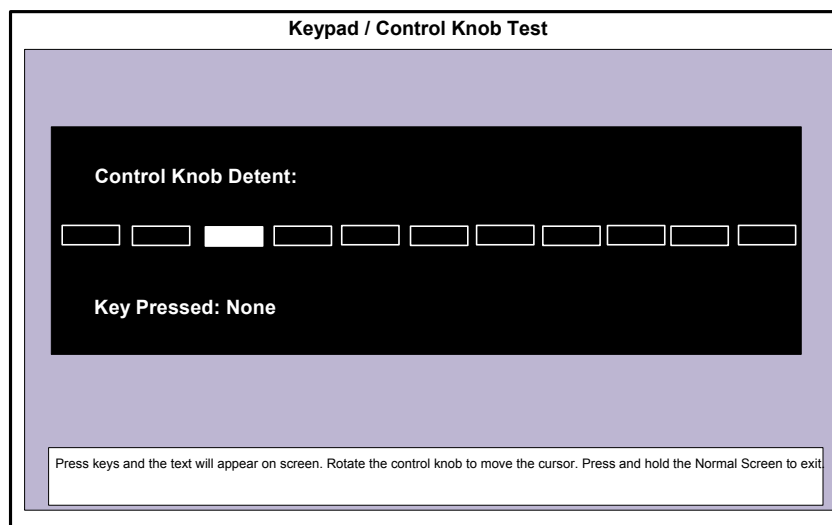 Keypad / Control Knob Test
Control Knob Detent:
Key Pressed: None
Press keys and the text will appear on screen. Rotate the control knob to move the cursor. Press and hold the Normal Screen to exit.